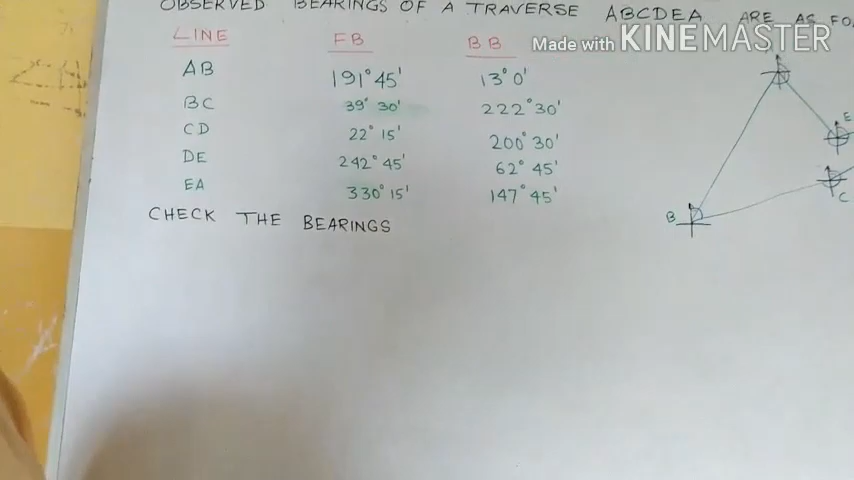 OBSERVED BEARINGS OF A TRAVERSE ABCDEA ARE AS
LINE FB BB
Made with KINEMASTER
AB 191° 45' 13° 0'
BC 39° 30' 222° 30'
CD 22° 15' 200° 30'
DE 242° 45' 62° 45'
EA 330° 15' 147° 45'
CHECK THE BEARINGS
E
C
B